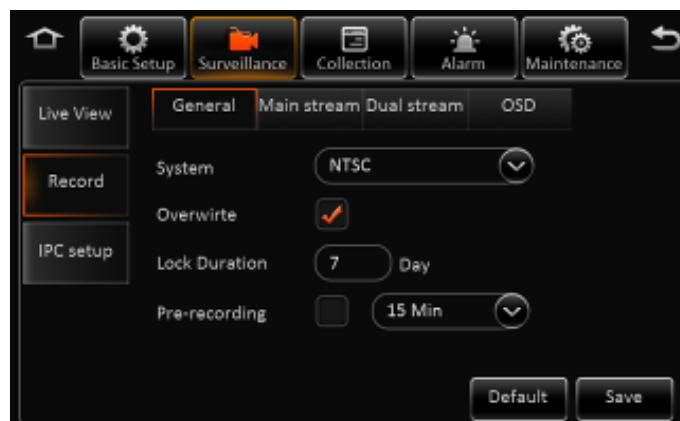 Basic Setup Surveillance Collection Alarm Maintenance
Live View
Record
IPC setup
General Main stream Dual stream OSD
System NTSC
Overwirte
Lock Duration 7 Day
Pre-recording 15 Min
Default Save